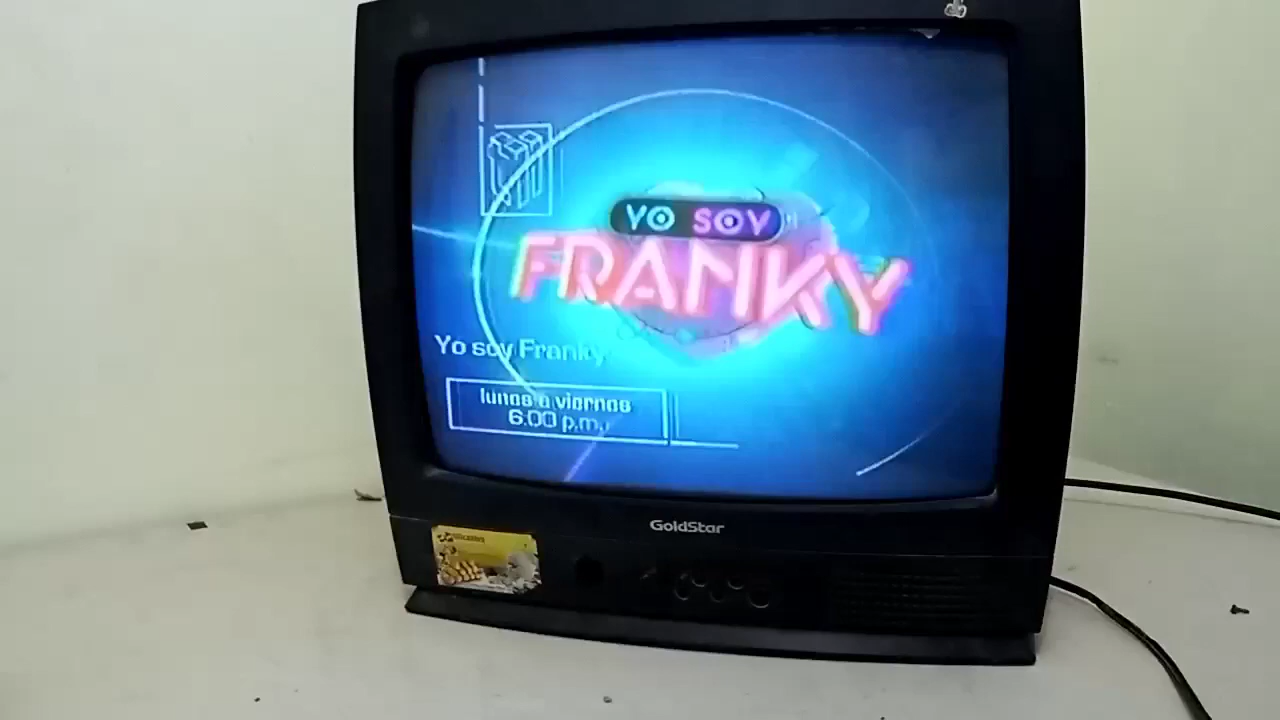 YO SOY
FRANKY
Yo soy Franky
lunes a viernes
6:00 p.m.
GoldStar